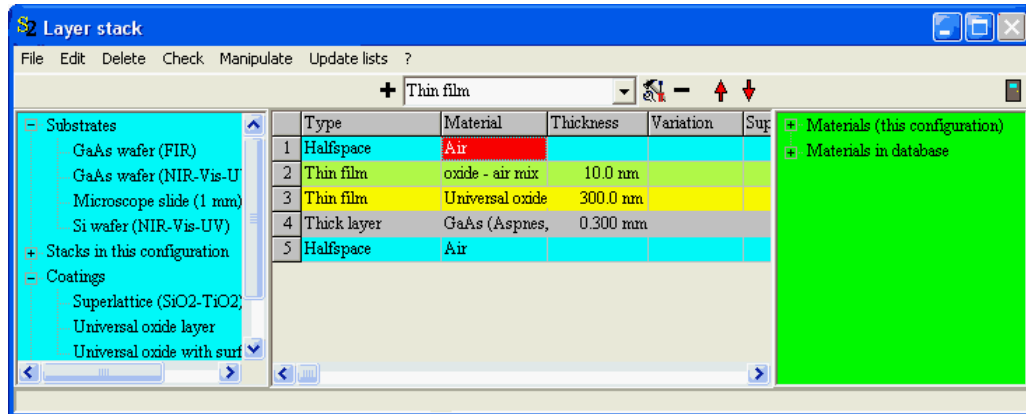 S2 Layer stack
File Edit Delete Check Manipulate Update lists ?
Thin film
Substrates
GaAs wafer (FIR)
GaAs wafer (NIR-Vis-U
Microscope slide (1 mm)
Si wafer (NIR-Vis-UV)
Stacks in this configuration
Coatings
Superlattice (SiO2-TiO2)
Universal oxide layer
Universal oxide with surf
Type Material Thickness Variation Sup
1 Halfspace Air
2 Thin film oxide - air mix 10.0 nm
3 Thin film Universal oxide 300.0 nm
4 Thick layer GaAs (Aspnes, 0.300 mm
5 Halfspace Air
Materials (this configuration)
Materials in database